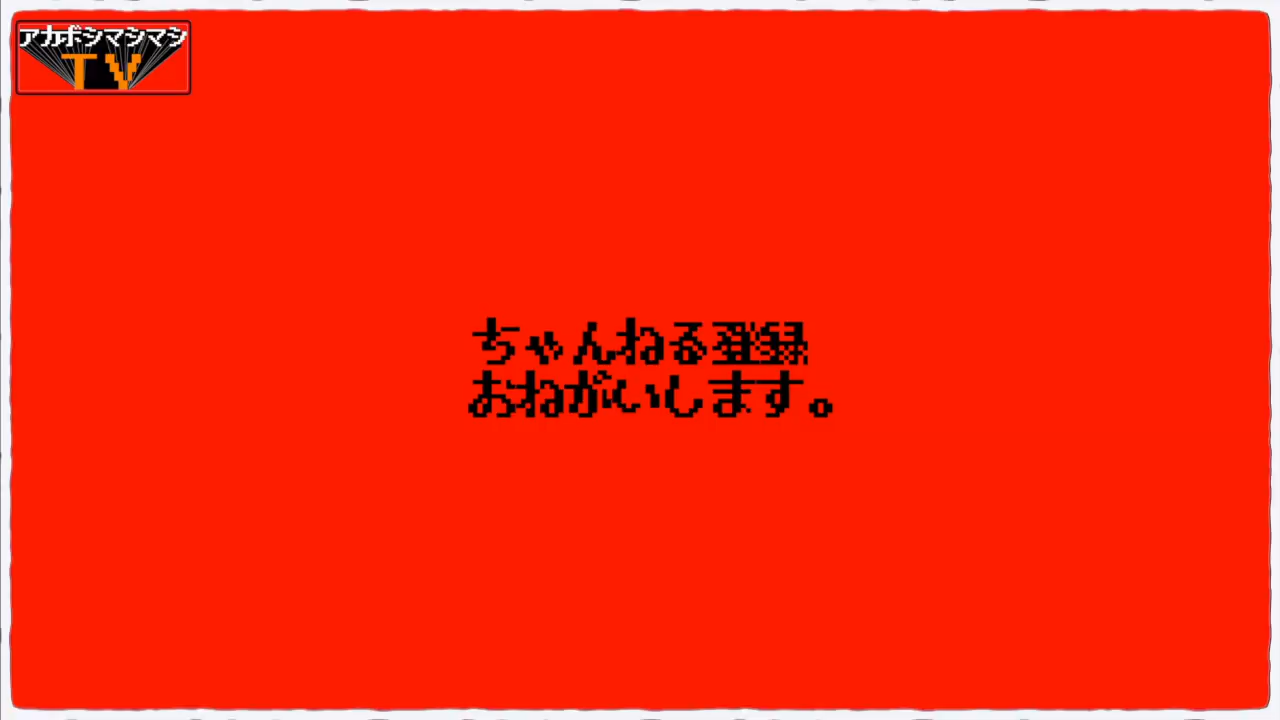 アカボシマシマシ
TV
ちゃんねる登録
おねがいします。